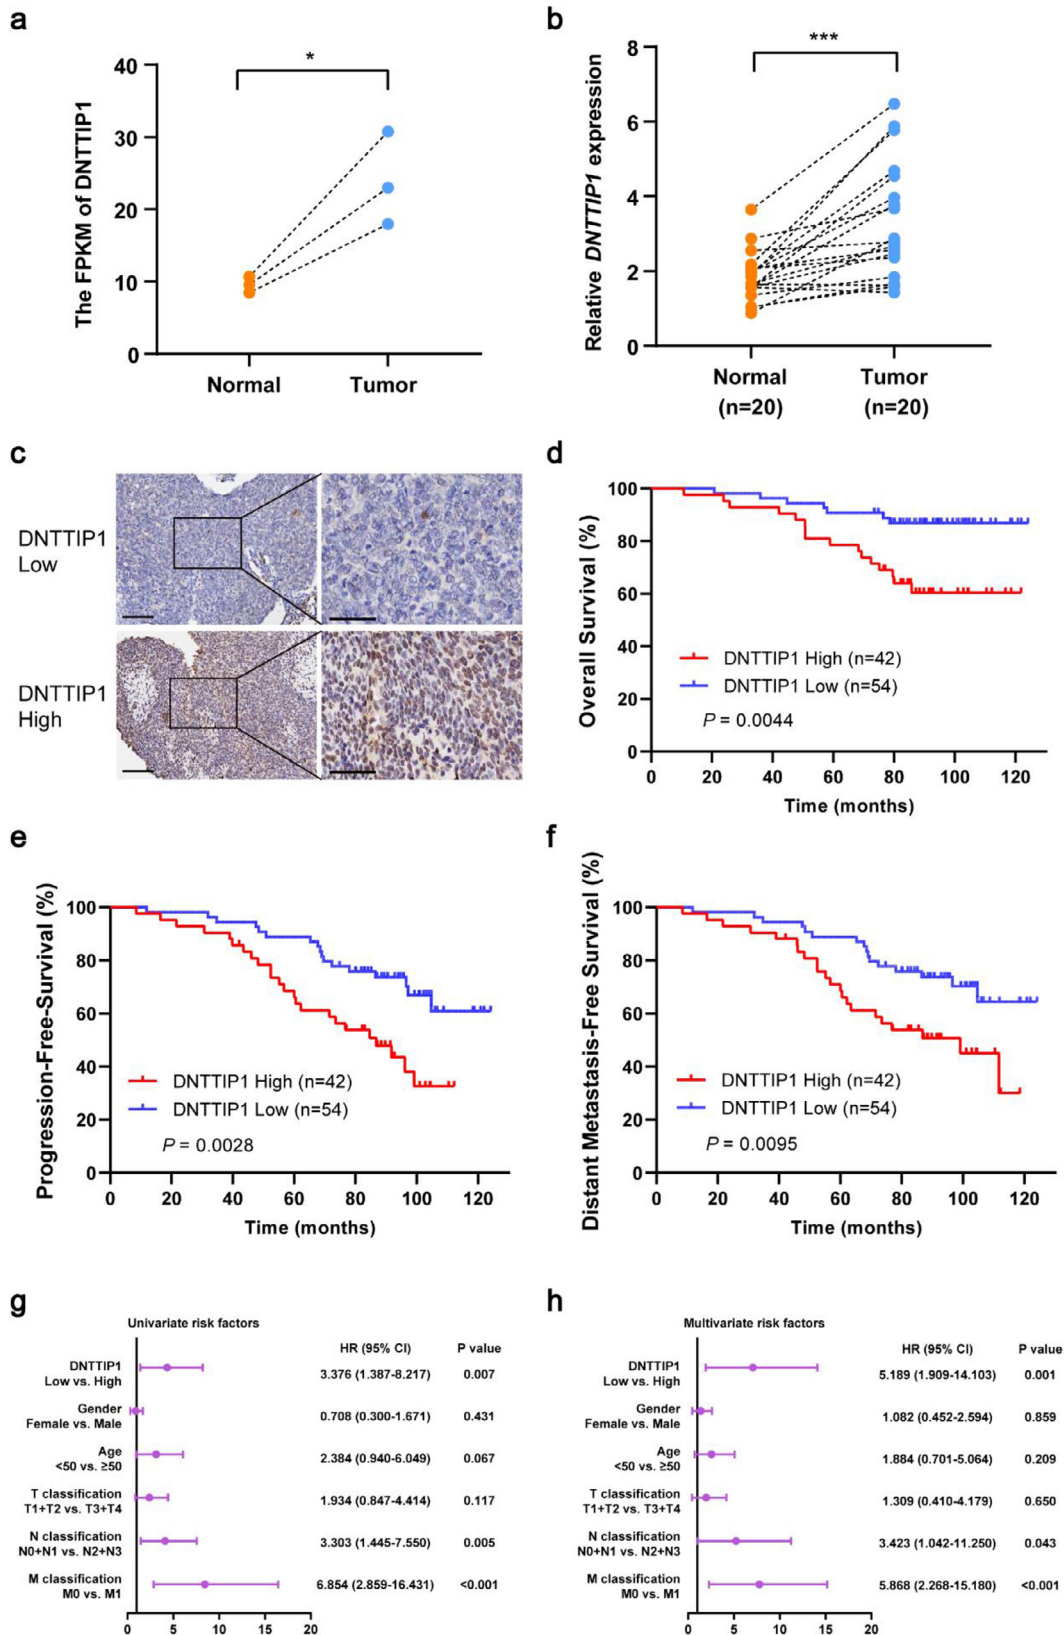 a
The FPKM of DNTTIP1
40
30
20
10
0
*
Normal
Tumor
b
Relative DNTTIP1 expression
8
6
4
2
0
***
Normal
(n=20)
Tumor
(n=20)
c
DNTTIP1
Low
DNTTIP1
High
d
Overall Survival (%)
100
80
60
40
20
0
DNTTIP1 High (n=42)
DNTTIP1 Low (n=54)
P = 0.0044
0 20 40 60 80 100 120
Time (months)
e
Progression-Free-Survival (%)
100
80
60
40
20
0
DNTTIP1 High (n=42)
DNTTIP1 Low (n=54)
P = 0.0028
0 20 40 60 80 100 120
Time (months)
f
Distant Metastasis-Free Survival (%)
100
80
60
40
20
0
DNTTIP1 High (n=42)
DNTTIP1 Low (n=54)
P = 0.0095
0 20 40 60 80 100 120
Time (months)
g
Univariate risk factors
HR (95% CI) P value
DNTTIP1
Low vs. High
3.376 (1.387-8.217) 0.007
Gender
Female vs. Male
0.708 (0.300-1.671) 0.431
Age
<50 vs. ≥50
2.384 (0.940-6.049) 0.067
T classification
T1+T2 vs. T3+T4
1.934 (0.847-4.414) 0.117
N classification
N0+N1 vs. N2+N3
3.303 (1.445-7.550) 0.005
M classification
M0 vs. M1
6.854 (2.859-16.431) <0.001
0 5 10 15 20
h
Multivariate risk factors
HR (95% CI) P value
DNTTIP1
Low vs. High
5.189 (1.909-14.103) 0.001
Gender
Female vs. Male
1.082 (0.452-2.594) 0.859
Age
<50 vs. ≥50
1.884 (0.701-5.064) 0.209
T classification
T1+T2 vs. T3+T4
1.309 (0.410-4.179) 0.650
N classification
N0+N1 vs. N2+N3
3.423 (1.042-11.250) 0.043
M classification
M0 vs. M1
5.868 (2.268-15.180) <0.001
0 5 10 15 20